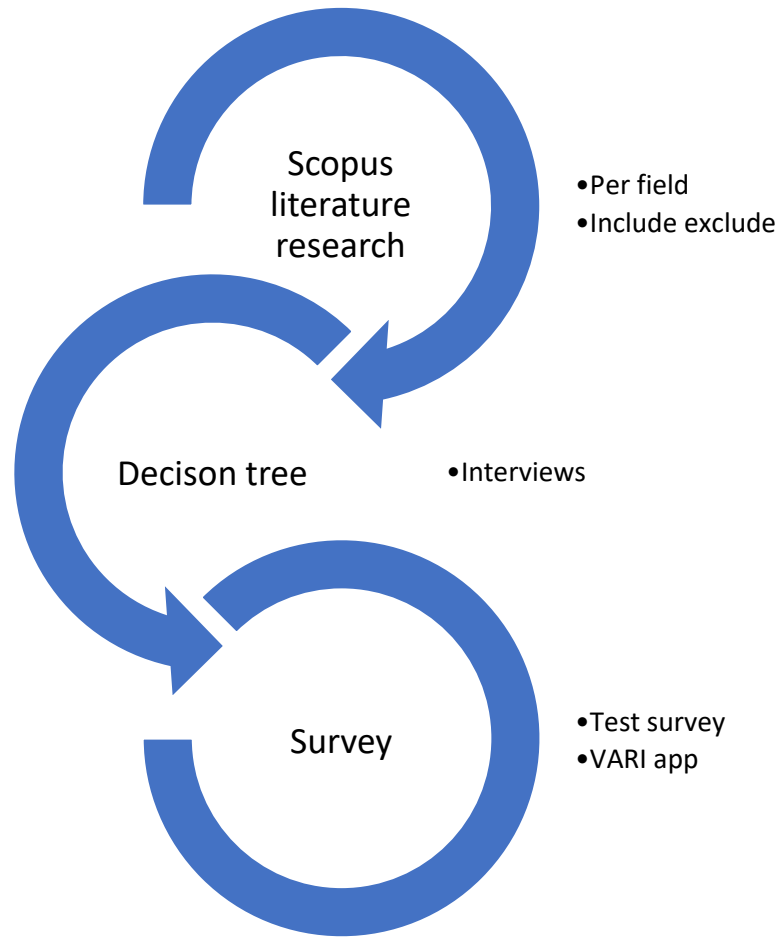 Scopus
literature
research
•Per field
•Include exclude
Decison tree
•Interviews
Survey
•Test survey
•VARI app